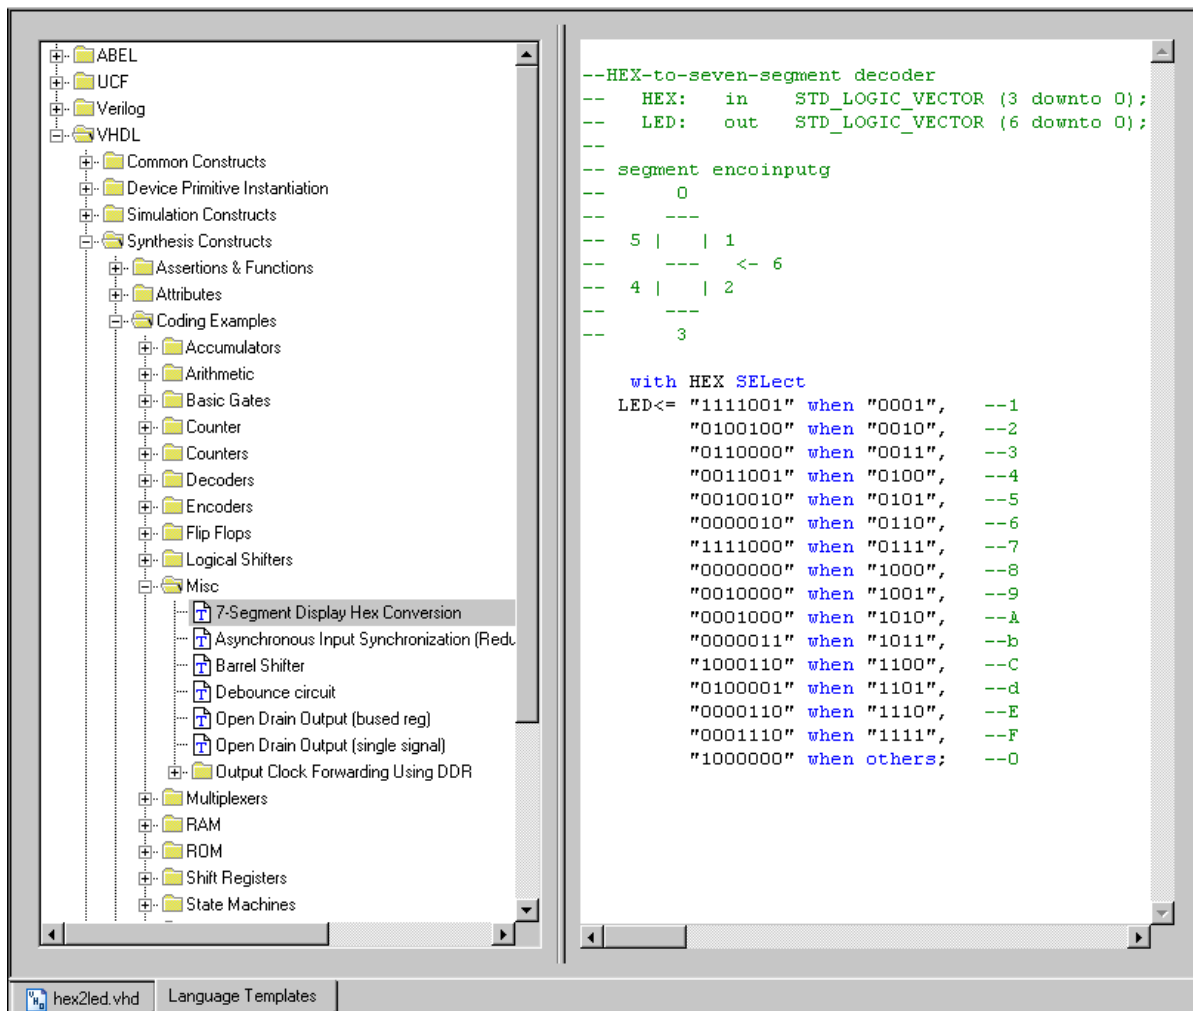 ABEL
UCF
Verilog
VHDL
Common Constructs
Device Primitive Instantiation
Simulation Constructs
Synthesis Constructs
Assertions & Functions
Attributes
Coding Examples
Accumulators
Arithmetic
Basic Gates
Counter
Counters
Decoders
Encoders
Flip Flops
Logical Shifters
Misc
7-Segment Display Hex Conversion
Asynchronous Input Synchronization (Redu
Barrel Shifter
Debounce circuit
Open Drain Output (bused reg)
Open Drain Output (single signal)
Output Clock Forwarding Using DDR
Multiplexers
RAM
ROM
Shift Registers
State Machines
--HEX-to-seven-segment decoder
--   HEX:   in    STD_LOGIC_VECTOR (3 downto 0);
--   LED:   out   STD_LOGIC_VECTOR (6 downto 0);
--
-- segment encoinputg
--      0
--     ---
--  5 |   | 1
--     ---   <- 6
--  4 |   | 2
--     ---
--      3
with HEX SELect
LED<= "1111001" when "0001",   --1
"0100100" when "0010",   --2
"0110000" when "0011",   --3
"0011001" when "0100",   --4
"0010010" when "0101",   --5
"0000010" when "0110",   --6
"1111000" when "0111",   --7
"0000000" when "1000",   --8
"0010000" when "1001",   --9
"0001000" when "1010",   --A
"0000011" when "1011",   --b
"1000110" when "1100",   --C
"0100001" when "1101",   --d
"0000110" when "1110",   --E
"0001110" when "1111",   --F
"1000000" when others;   --0
hex2led.vhd
Language Templates